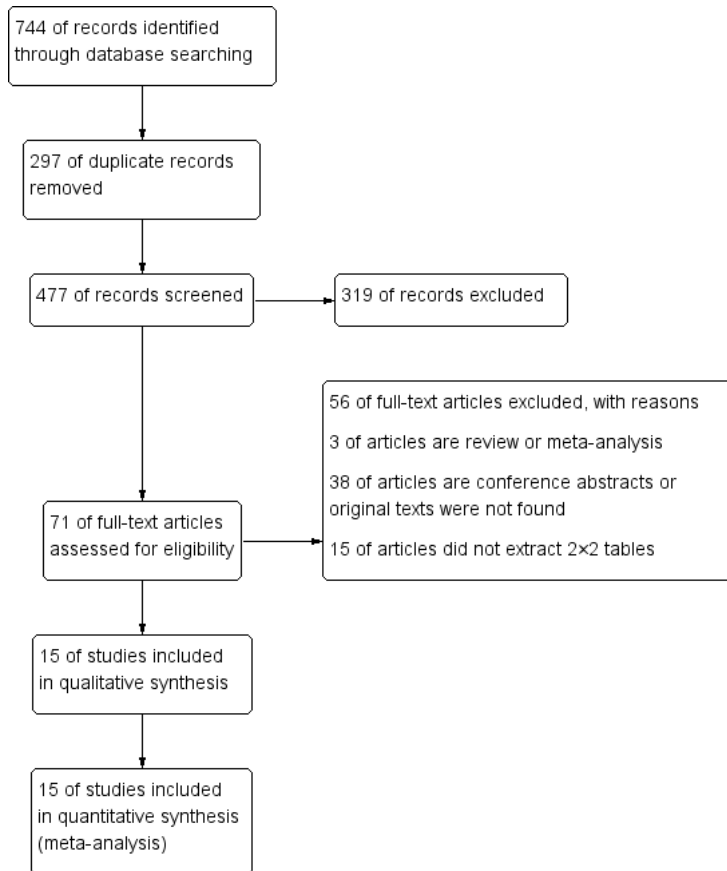 744 of records identified
through database searching
297 of duplicate records
removed
477 of records screened
319 of records excluded
56 of full-text articles excluded, with reasons
3 of articles are review or meta-analysis
38 of articles are conference abstracts or
original texts were not found
15 of articles did not extract 2×2 tables
71 of full-text articles
assessed for eligibility
15 of studies included
in qualitative synthesis
15 of studies included
in quantitative synthesis
(meta-analysis)